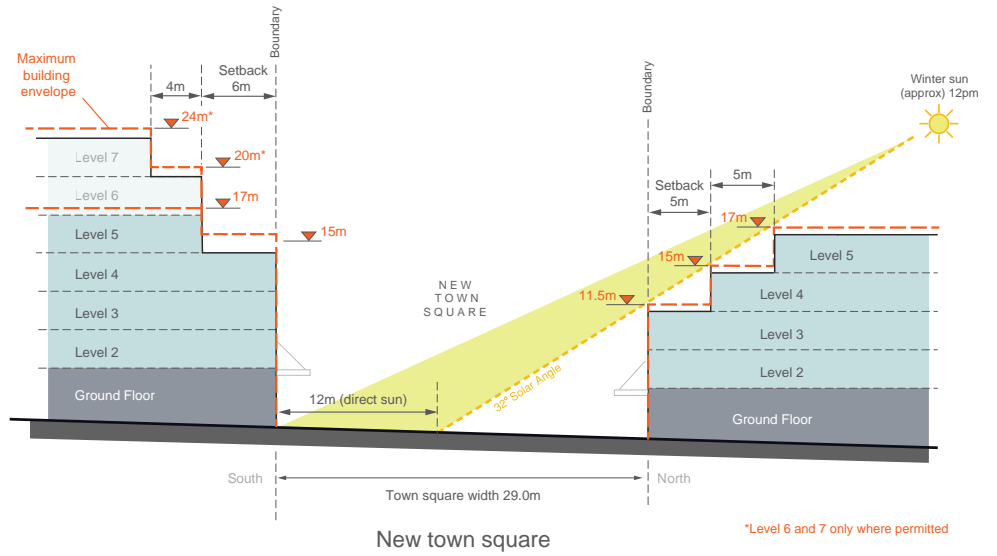 Boundary
Maximum
building
envelope
4m
Setback
6m
24m*
20m*
17m
15m
Level 7
Level 6
Level 5
Level 4
Level 3
Level 2
Ground Floor
12m (direct sun)
NEW
TOWN
SQUARE
32º Solar Angle
Boundary
Winter sun
(approx) 12pm
5m
Setback
5m
17m
15m
11.5m
Level 5
Level 4
Level 3
Level 2
Ground Floor
South
North
Town square width 29.0m
New town square
*Level 6 and 7 only where permitted